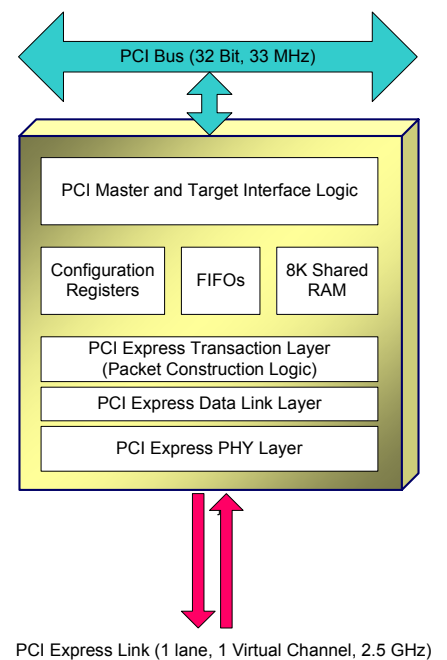 PCI Bus (32 Bit, 33 MHz)
PCI Master and Target Interface Logic
Configuration
Registers
FIFOs
8K Shared
RAM
PCI Express Transaction Layer
(Packet Construction Logic)
PCI Express Data Link Layer
PCI Express PHY Layer
PCI Express Link (1 lane, 1 Virtual Channel, 2.5 GHz)